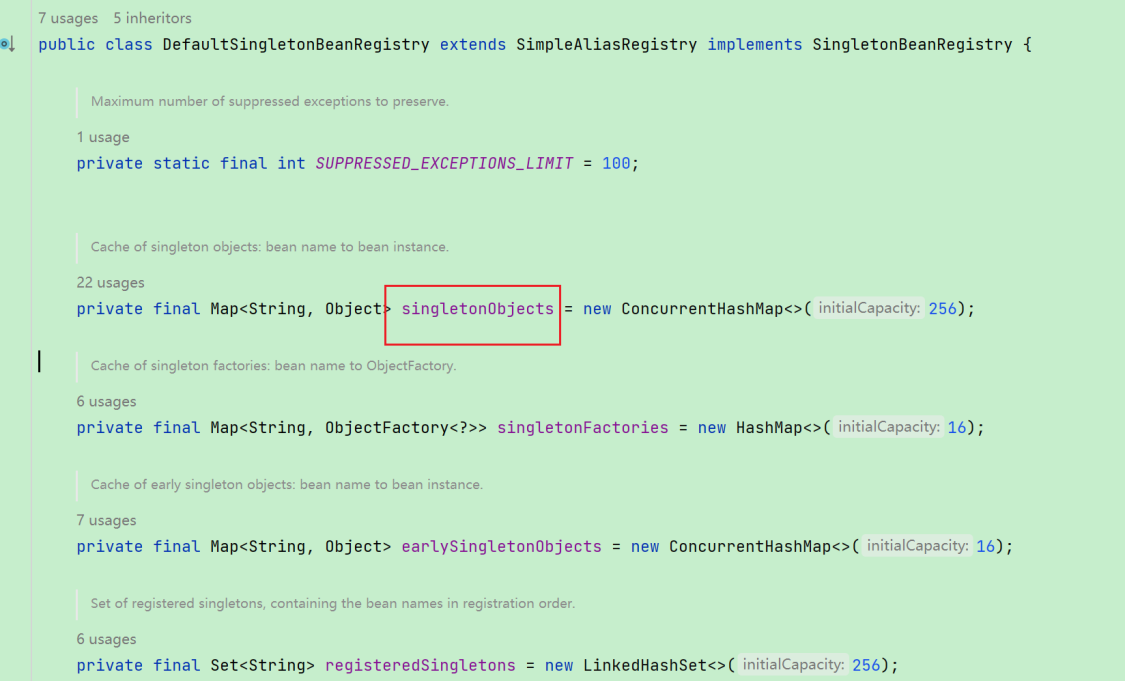 7 usages   5 inheritors
public class DefaultSingletonBeanRegistry extends SimpleAliasRegistry implements SingletonBeanRegistry {
Maximum number of suppressed exceptions to preserve.
1 usage
private static final int SUPPRESSED_EXCEPTIONS_LIMIT = 100;
Cache of singleton objects: bean name to bean instance.
22 usages
private final Map<String, Object> singletonObjects = new ConcurrentHashMap<>( initialCapacity: 256);
Cache of singleton factories: bean name to ObjectFactory.
6 usages
private final Map<String, ObjectFactory<?>> singletonFactories = new HashMap<>( initialCapacity: 16);
Cache of early singleton objects: bean name to bean instance.
7 usages
private final Map<String, Object> earlySingletonObjects = new ConcurrentHashMap<>( initialCapacity: 16);
Set of registered singletons, containing the bean names in registration order.
6 usages
private final Set<String> registeredSingletons = new LinkedHashSet<>( initialCapacity: 256);